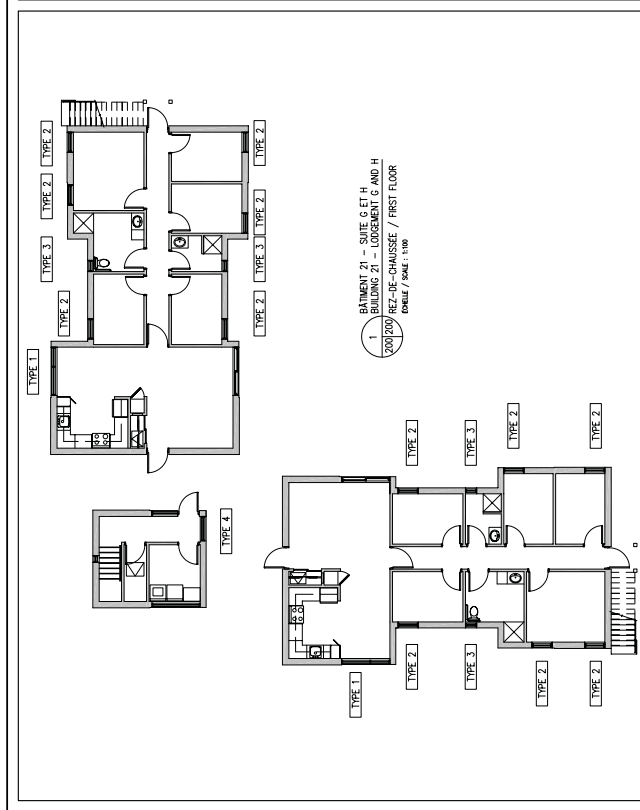 TYPE 2
TYPE 2
TYPE 3
TYPE 2
TYPE 1
TYPE 2
TYPE 2
TYPE 3
TYPE 2
TYPE 4
1
200 200
BÂTIMENT 21 - SUITE G ET H
BUILDING 21 - LODGEMENT G AND H
REZ-DE-CHAUSSÉE / FIRST FLOOR
ÉCHELLE / SCALE : 1:100
TYPE 2
TYPE 3
TYPE 2
TYPE 2
TYPE 1
TYPE 2
TYPE 3
TYPE 2
TYPE 2